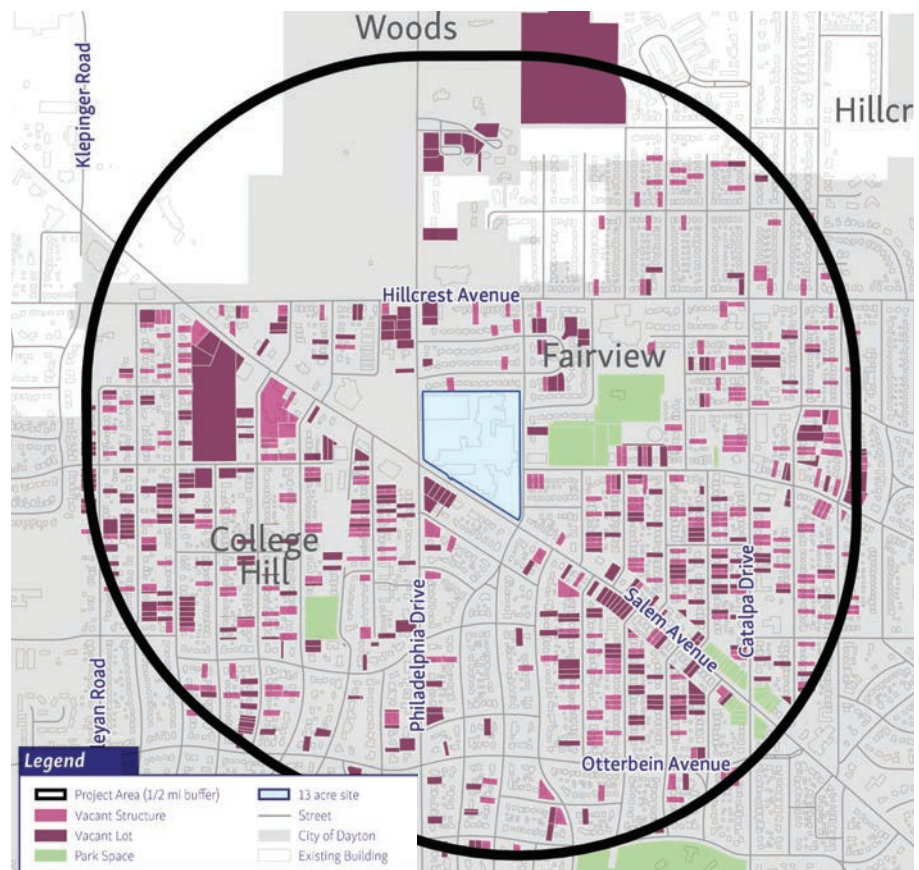 Woods
Klepinger Road
Hillcr
Hillcrest Avenue
Fairview
College
Hill
Philadelphia Drive
Salem Avenue
Catalpa Drive
leyan Road
Otterbein Avenue
Legend
Project Area (1/2 mi buffer)
Vacant Structure
Vacant Lot
Park Space
13 acre site
Street
City of Dayton
Existing Building